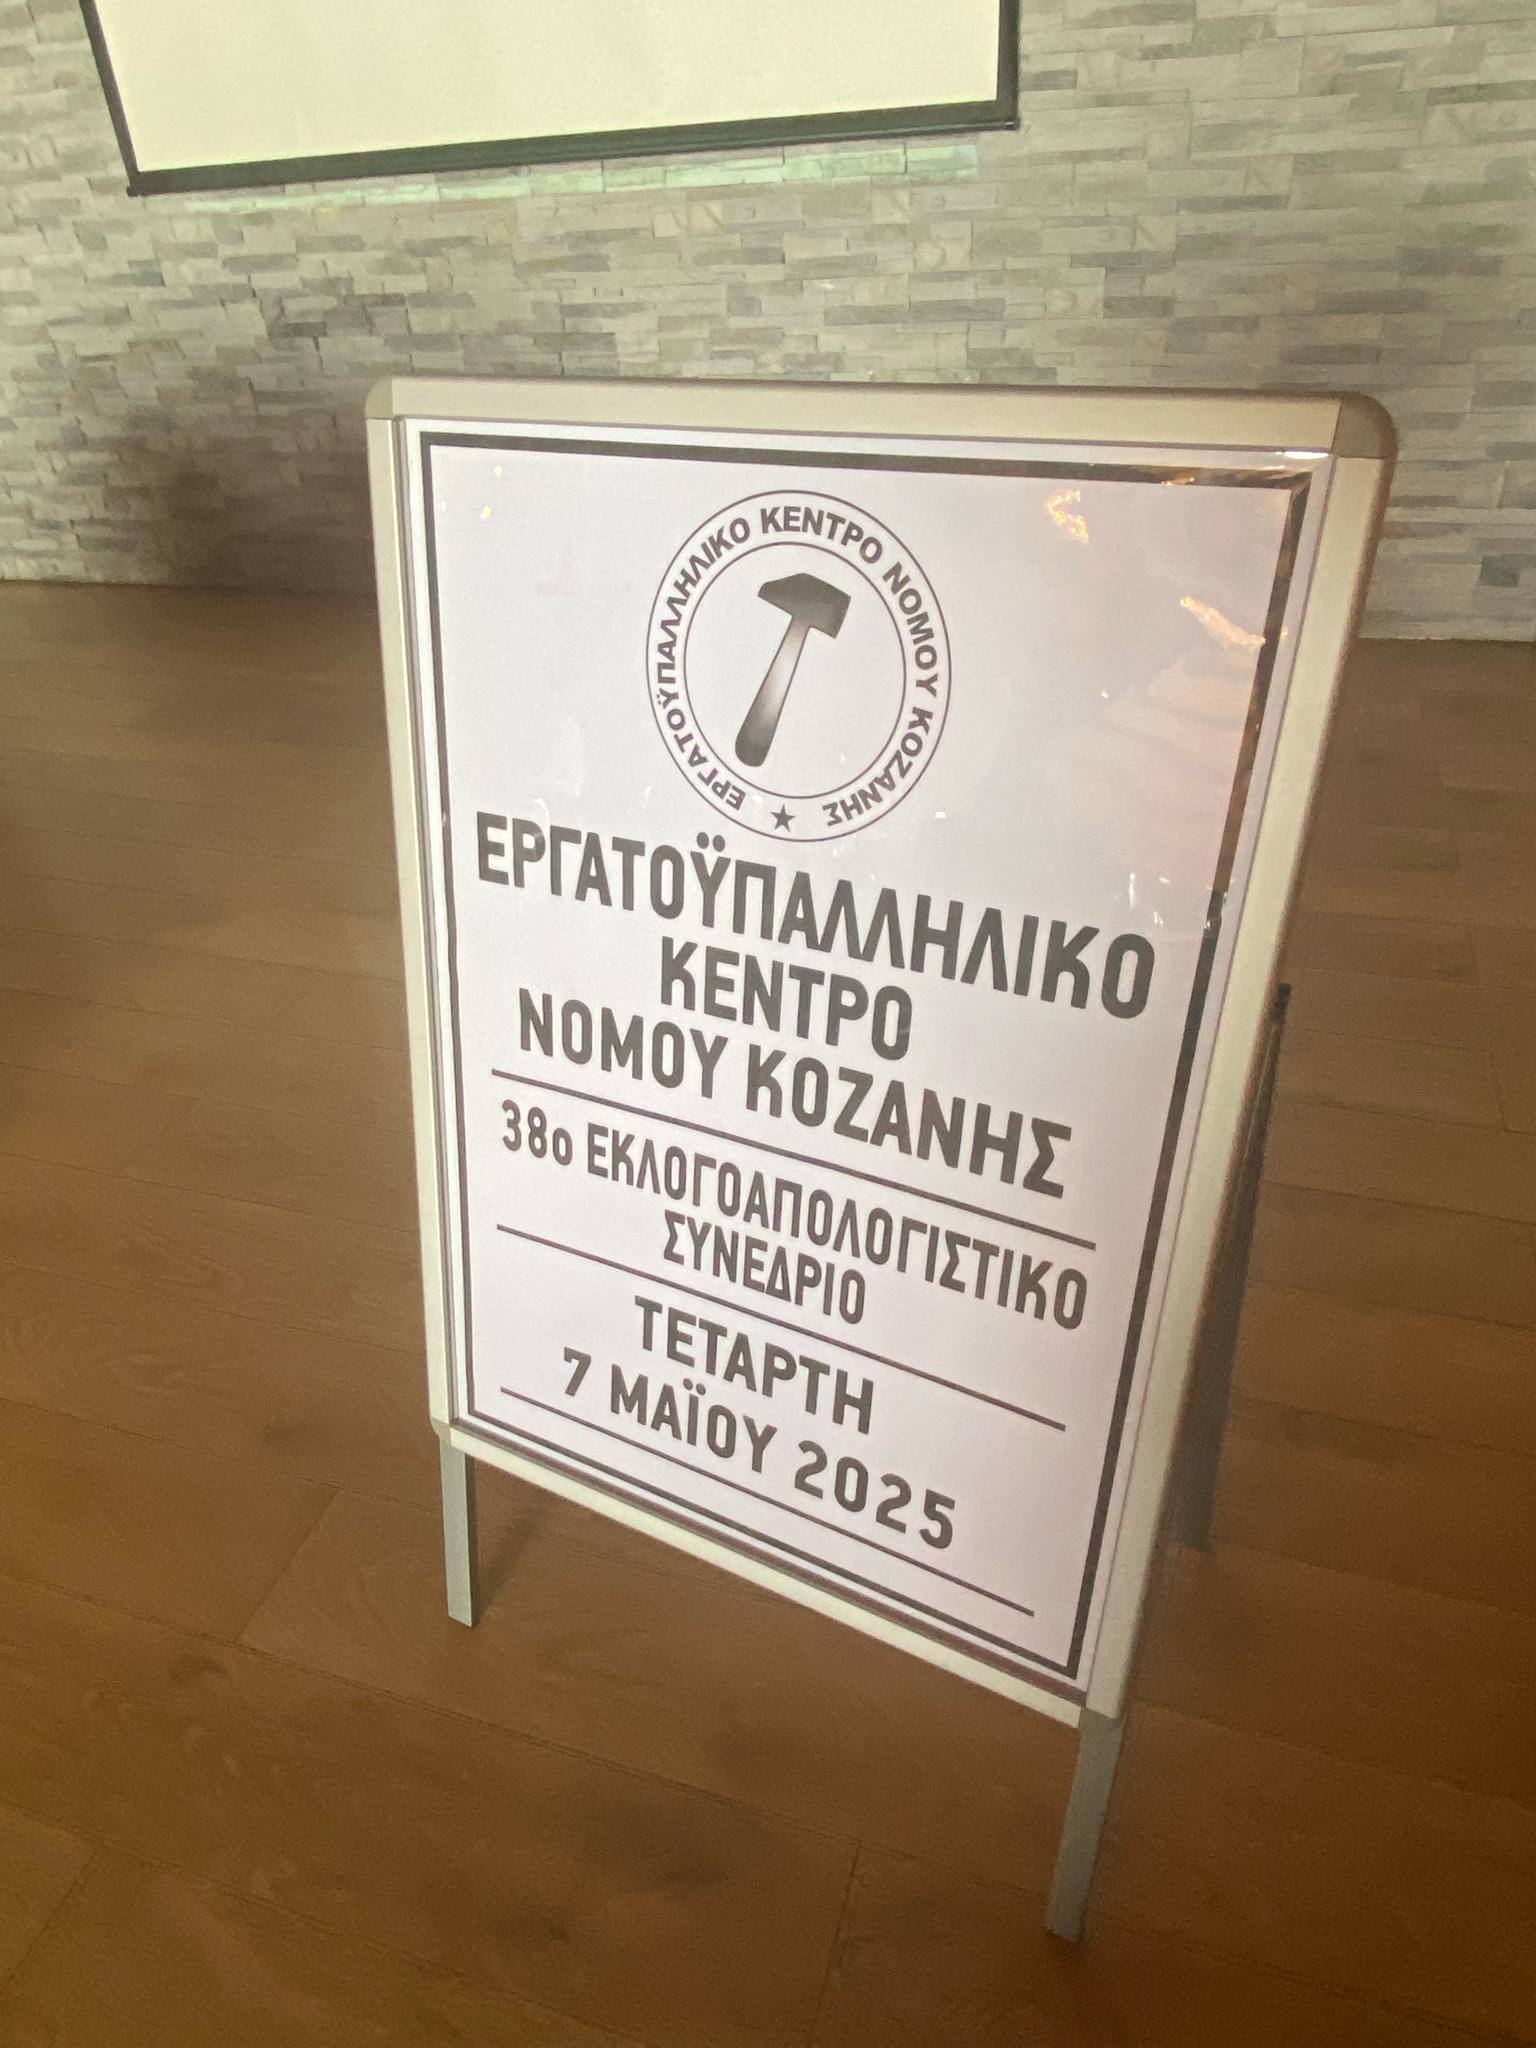 ΕΡΓΑΤΟΫΠΑΛΛΗΛΙΚΟ ΚΕΝΤΡΟ ΝΟΜΟΥ ΚΟΖΑΝΗΣ ★
ΕΡΓΑΤΟΫΠΑΛΛΗΛΙΚΟ
ΚΕΝΤΡΟ
ΝΟΜΟΥ ΚΟΖΑΝΗΣ
38ο ΕΚΛΟΓΟΑΠΟΛΟΓΙΣΤΙΚΟ
ΣΥΝΕΔΡΙΟ
ΤΕΤΑΡΤΗ
7 ΜΑΪΟΥ 2025